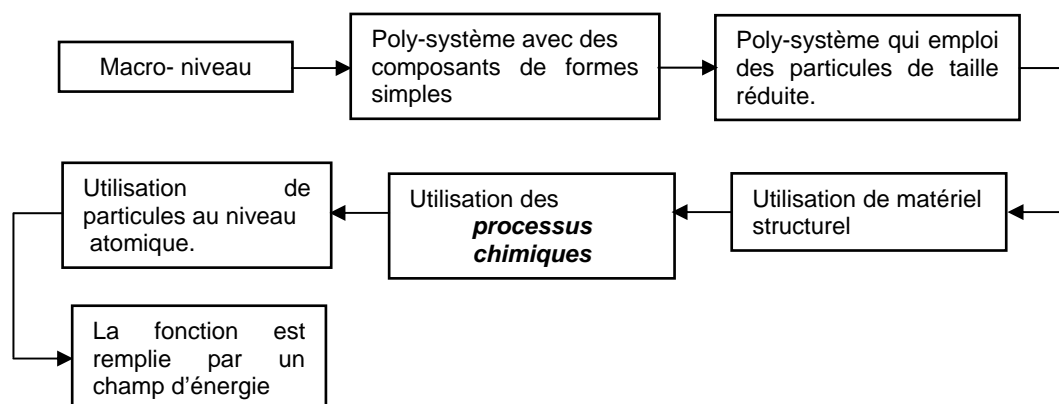 Macro- niveau
Poly-système avec des
composants de formes
simples
Poly-système qui emploi
des particules de taille
réduite.
Utilisation de matériel
structurel
Utilisation des
processus
chimiques
Utilisation de
particules au niveau
atomique.
La fonction est
remplie par un
champ d’énergie